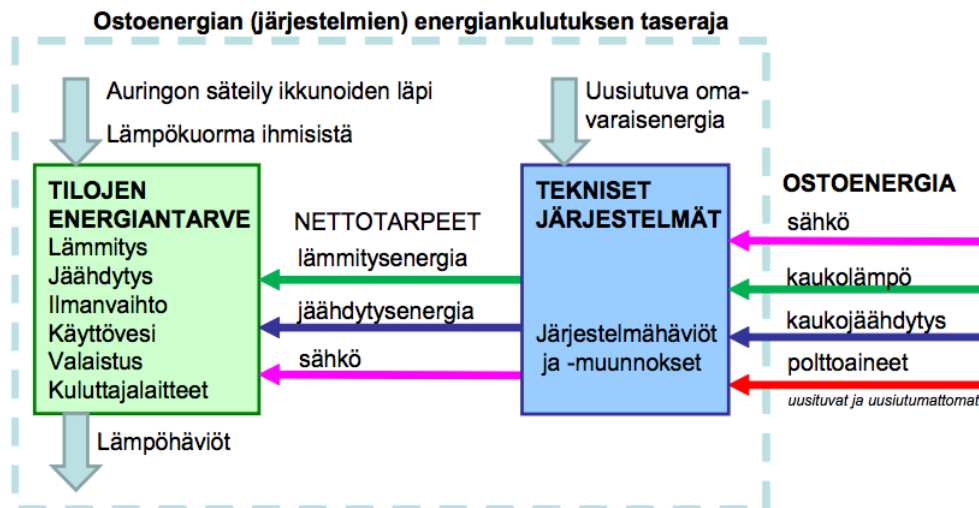 Ostoenergian (järjestelmien) energiankulutuksen taseraja
Auringon säteily ikkunoiden läpi
Lämpökuorma ihmisistä
Uusiutuva oma-
varaisenergia
TILOJEN
ENERGIANTARVE
Lämmitys
Jäähdytys
Ilmanvaihto
Käyttövesi
Valaistus
Kuluttajalaitteet
NETTOTARPEET
lämmitysenergia
jäähdytysenergia
sähkö
TEKNISET
JÄRJESTELMÄT
Järjestelmähäviöt
ja -muunnokset
OSTOENERGIA
sähkö
kaukolämpö
kaukojäähdytys
polttoaineet
uusituvat ja uusiutumattomat
Lämpöhäviöt